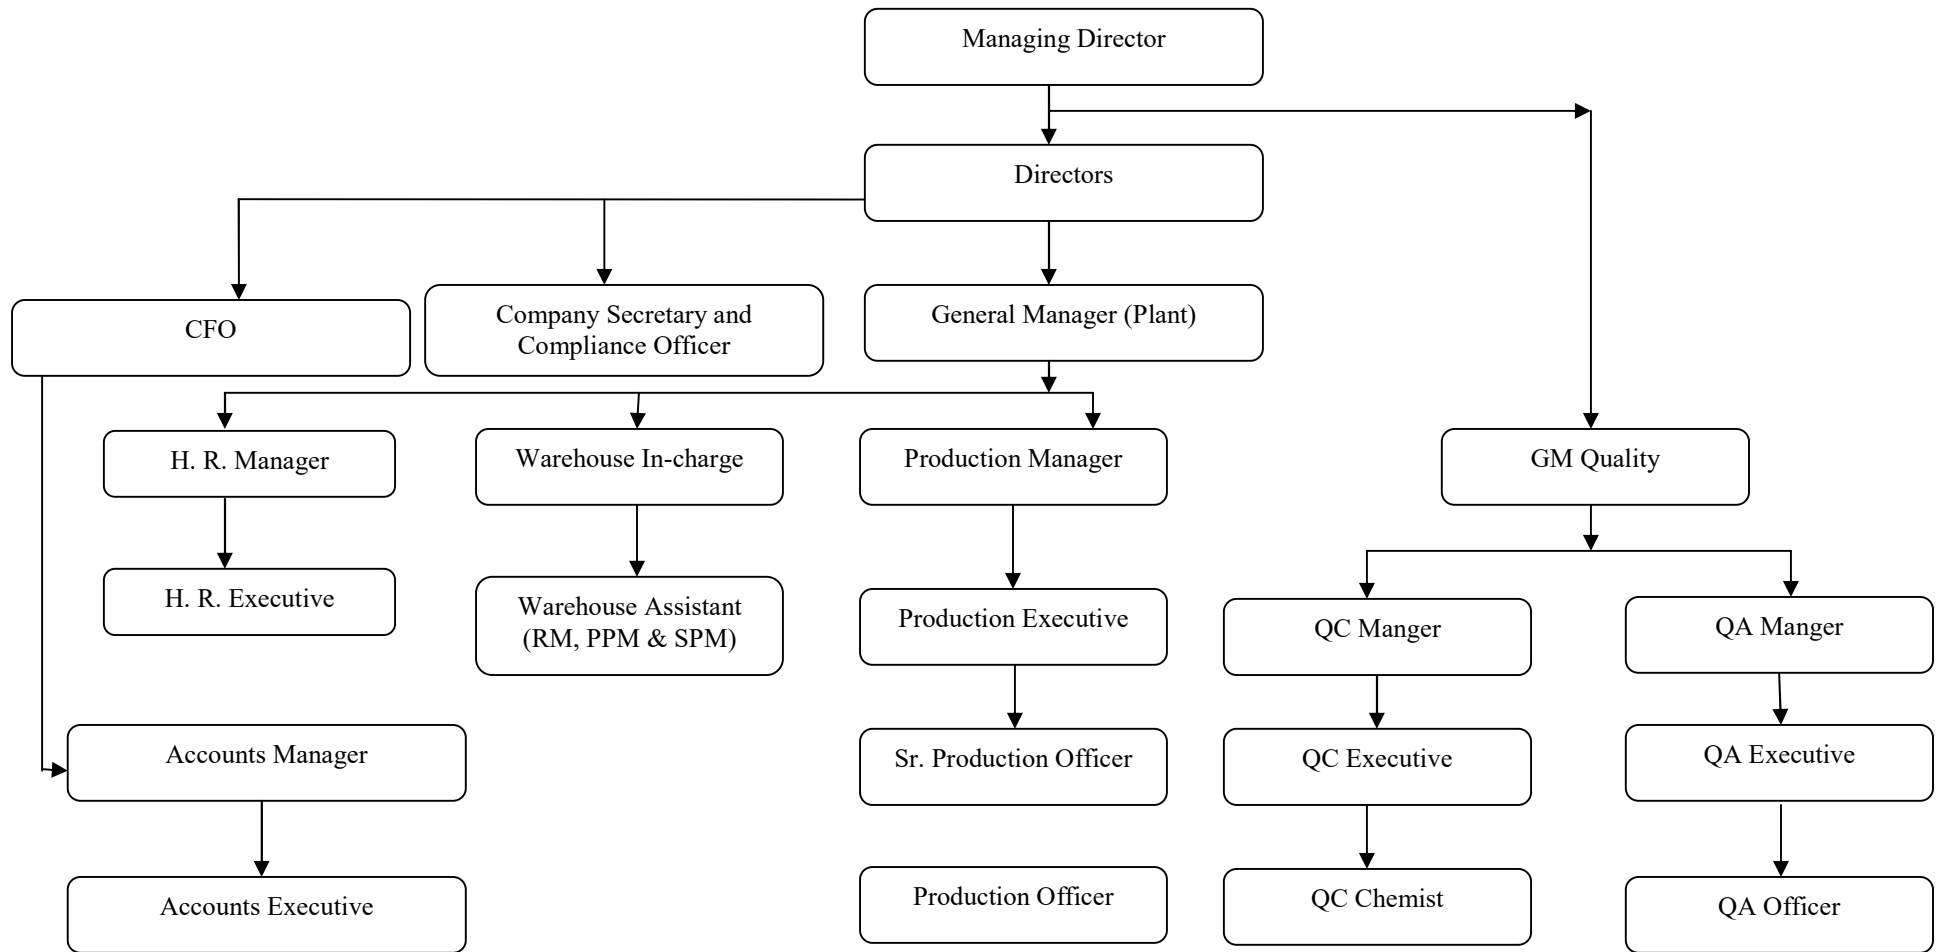 Managing Director
Directors
CFO
Company Secretary and
Compliance Officer
General Manager (Plant)
H. R. Manager
Warehouse In-charge
Production Manager
GM Quality
H. R. Executive
Warehouse Assistant
(RM, PPM & SPM)
Production Executive
QC Manger
QA Manger
Accounts Manager
Sr. Production Officer
QC Executive
QA Executive
Accounts Executive
Production Officer
QC Chemist
QA Officer